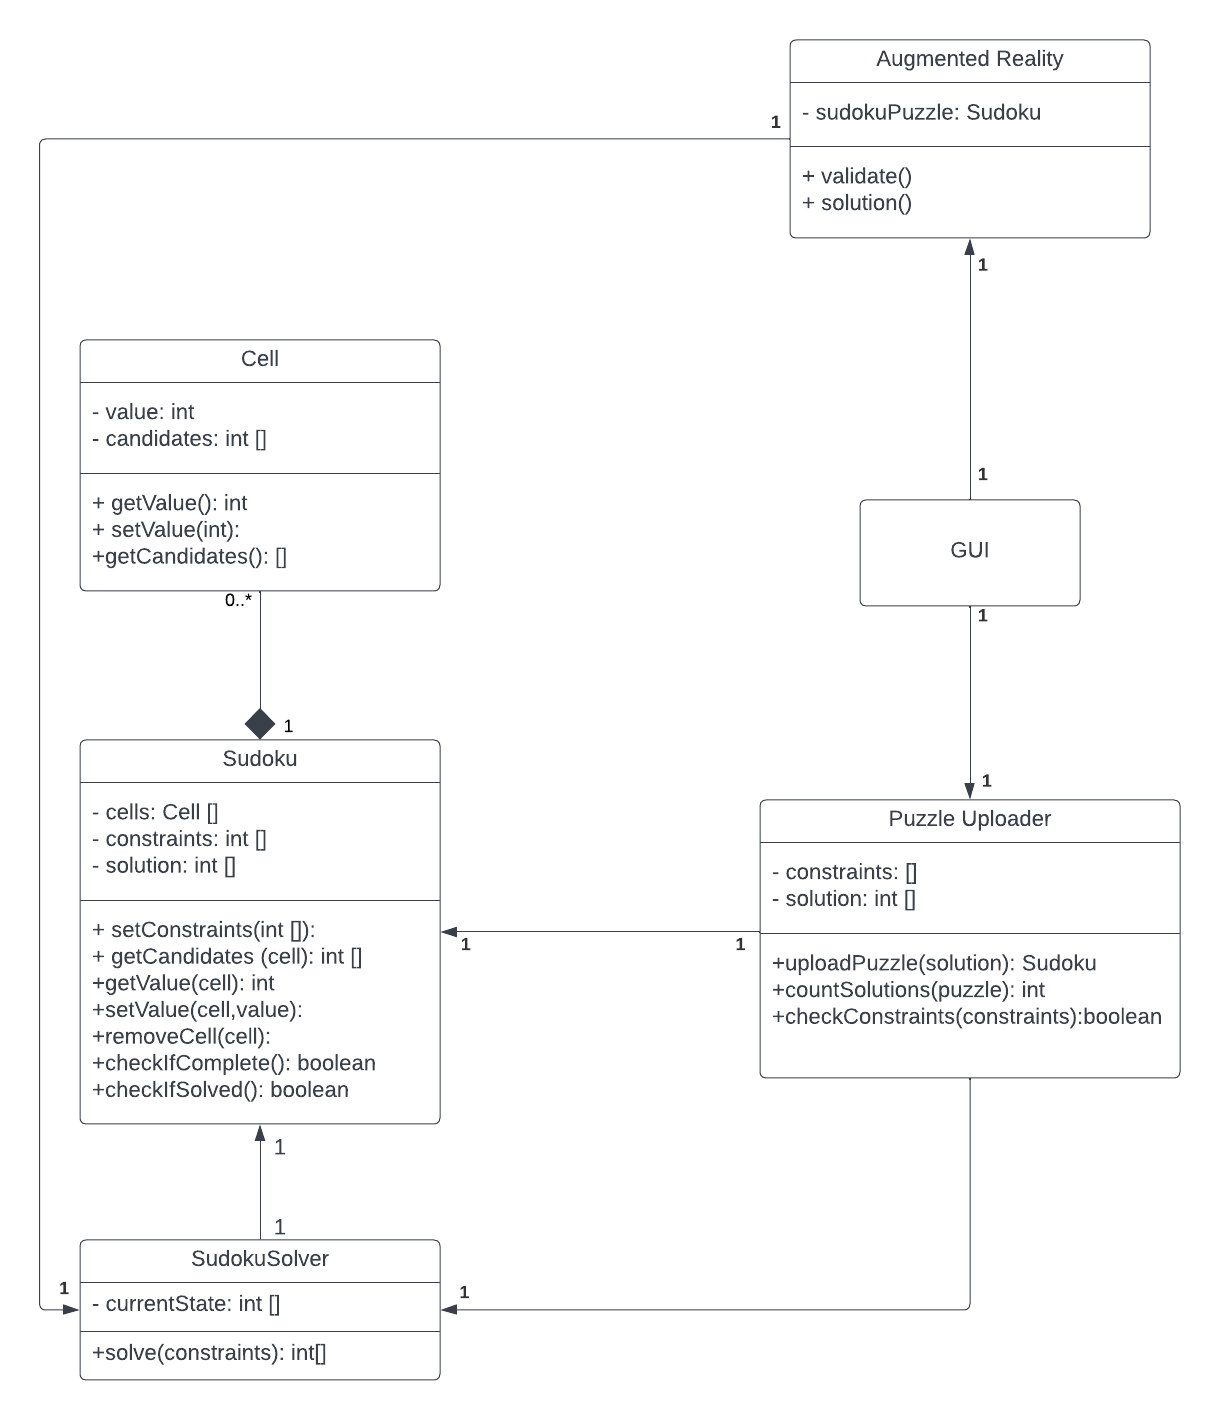 Augmented Reality
- sudokuPuzzle: Sudoku
1
+ validate()
+ solution()
1
Cell
- value: int
- candidates: int []
+ getValue(): int
+ setValue(int):
+getCandidates(): []
1
GUI
0..*
1
1
Sudoku
- cells: Cell []
- constraints: int []
- solution: int []
+ setConstraints(int []):
+ getCandidates (cell): int []
+getValue(cell): int
+setValue(cell,value):
+removeCell(cell):
+checkIfComplete(): boolean
+checkIfSolved(): boolean
1
Puzzle Uploader
- constraints: []
- solution: int []
+uploadPuzzle(solution): Sudoku
+countSolutions(puzzle): int
+checkConstraints(constraints):boolean
1
1
1
1
SudokuSolver
- currentState: int []
+solve(constraints): int[]
1
1